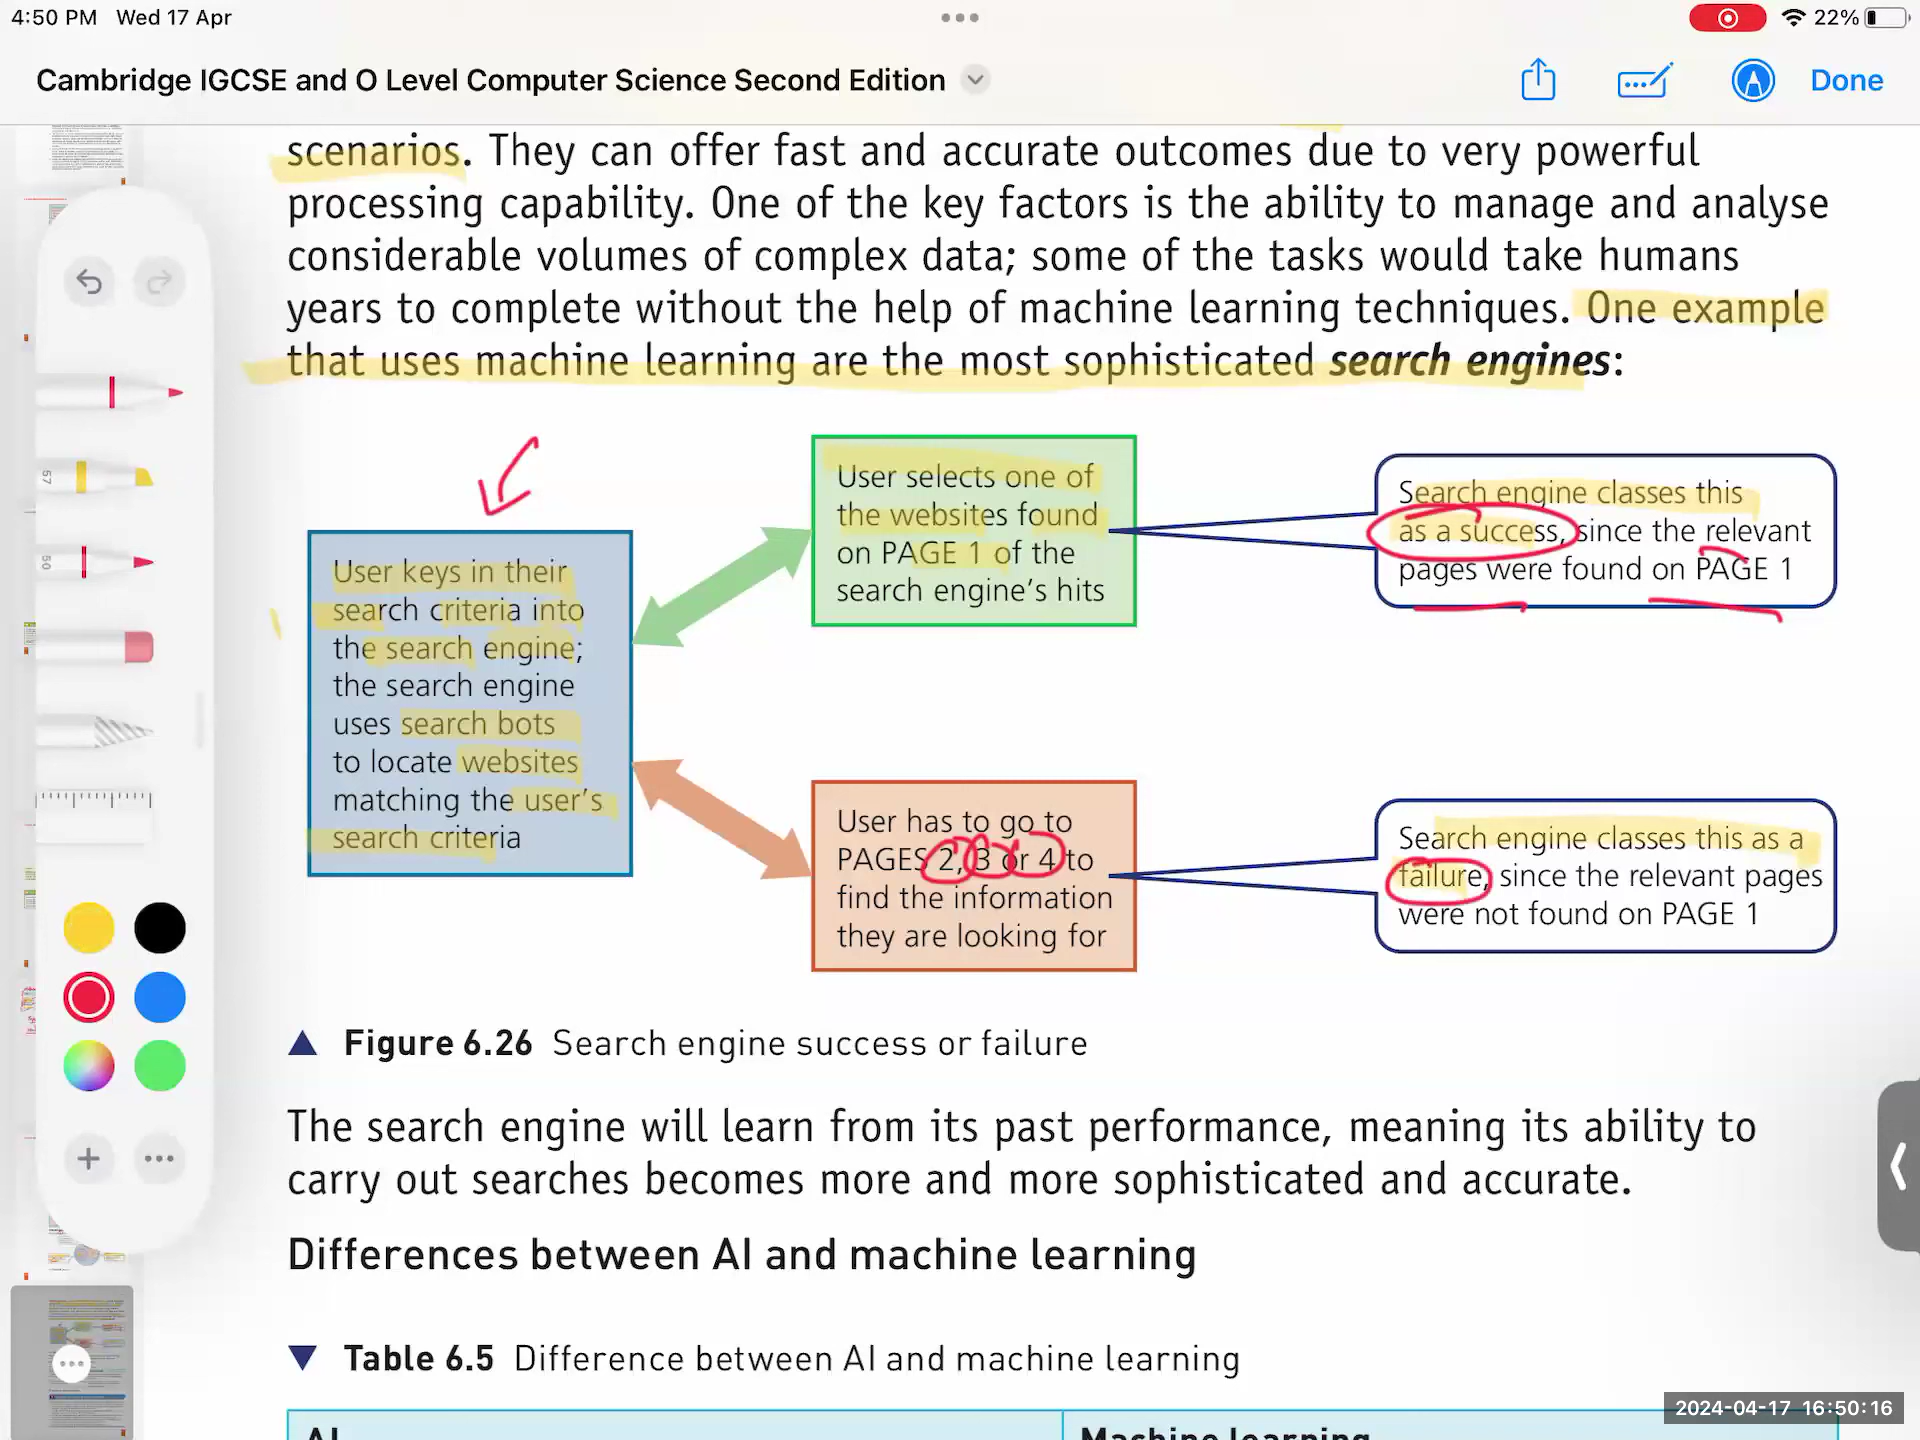 4:50 PM Wed 17 Apr
22%
Cambridge IGCSE and O Level Computer Science Second Edition
Done
scenarios. They can offer fast and accurate outcomes due to very powerful
processing capability. One of the key factors is the ability to manage and analyse
considerable volumes of complex data; some of the tasks would take humans
years to complete without the help of machine learning techniques. One example
that uses machine learning are the most sophisticated search engines:
User keys in their
search criteria into
the search engine;
the search engine
uses search bots
to locate websites
matching the user's
search criteria
User selects one of
the websites found
on PAGE 1 of the
search engine's hits
Search engine classes this
as a success, since the relevant
pages were found on PAGE 1
User has to go to
PAGES 2, 3 or 4 to
find the information
they are looking for
Search engine classes this as a
failure, since the relevant pages
were not found on PAGE 1
▲ Figure 6.26 Search engine success or failure
The search engine will learn from its past performance, meaning its ability to
carry out searches becomes more and more sophisticated and accurate.
Differences between AI and machine learning
▼ Table 6.5 Difference between AI and machine learning
AI
Machine learning
57
50
2024-04-17 16:50:16